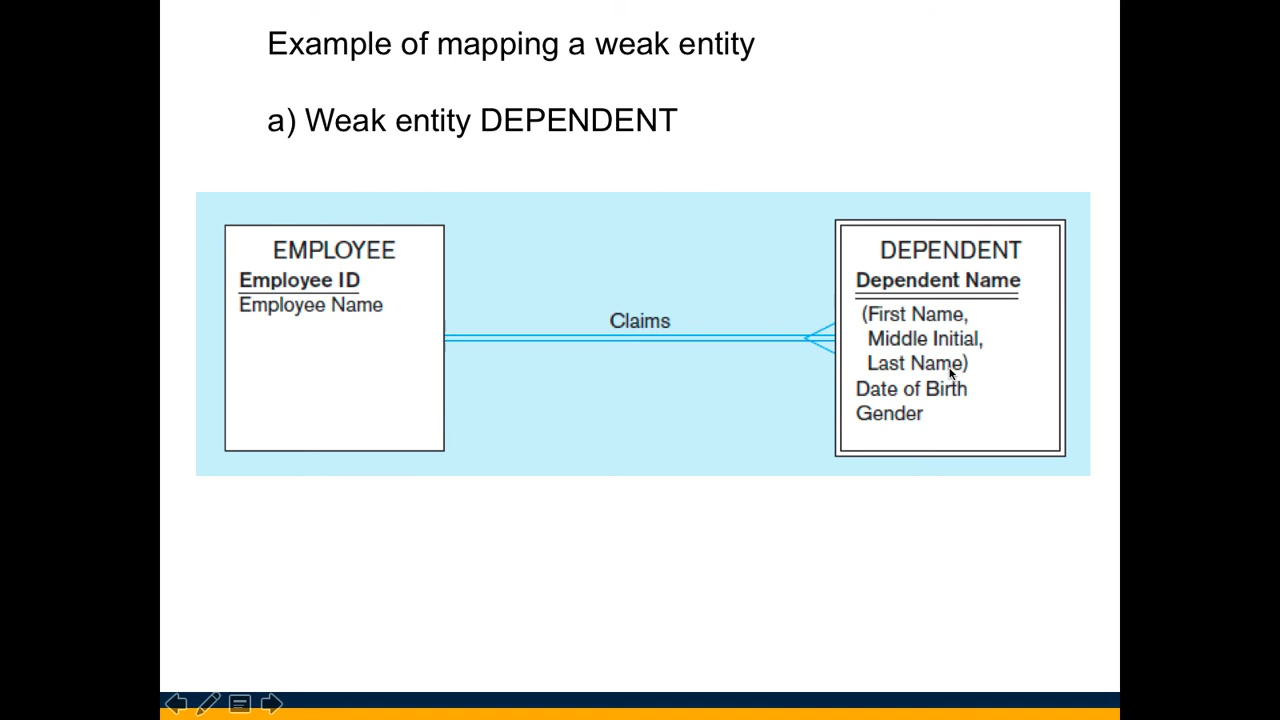 Example of mapping a weak entity
a) Weak entity DEPENDENT
EMPLOYEE
Employee ID
Employee Name
Claims
DEPENDENT
Dependent Name
(First Name,
Middle Initial,
Last Name)
Date of Birth
Gender